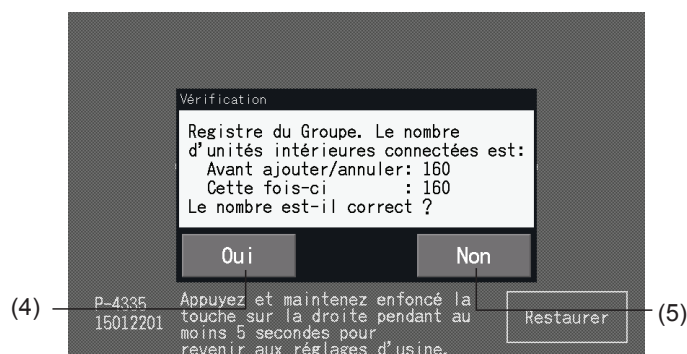 Vérification
Registre du Groupe. Le nombre
d'unités intérieures connectées est:
Avant ajouter/annuler: 160
Cette fois-ci : 160
Le nombre est-il correct ?
Oui
Non
(4)
(5)
P-4335
15012201
Appuyez et maintenez enfoncé la
touche sur la droite pendant au
moins 5 secondes pour
revenir aux réglages d'usine.
Restaurer